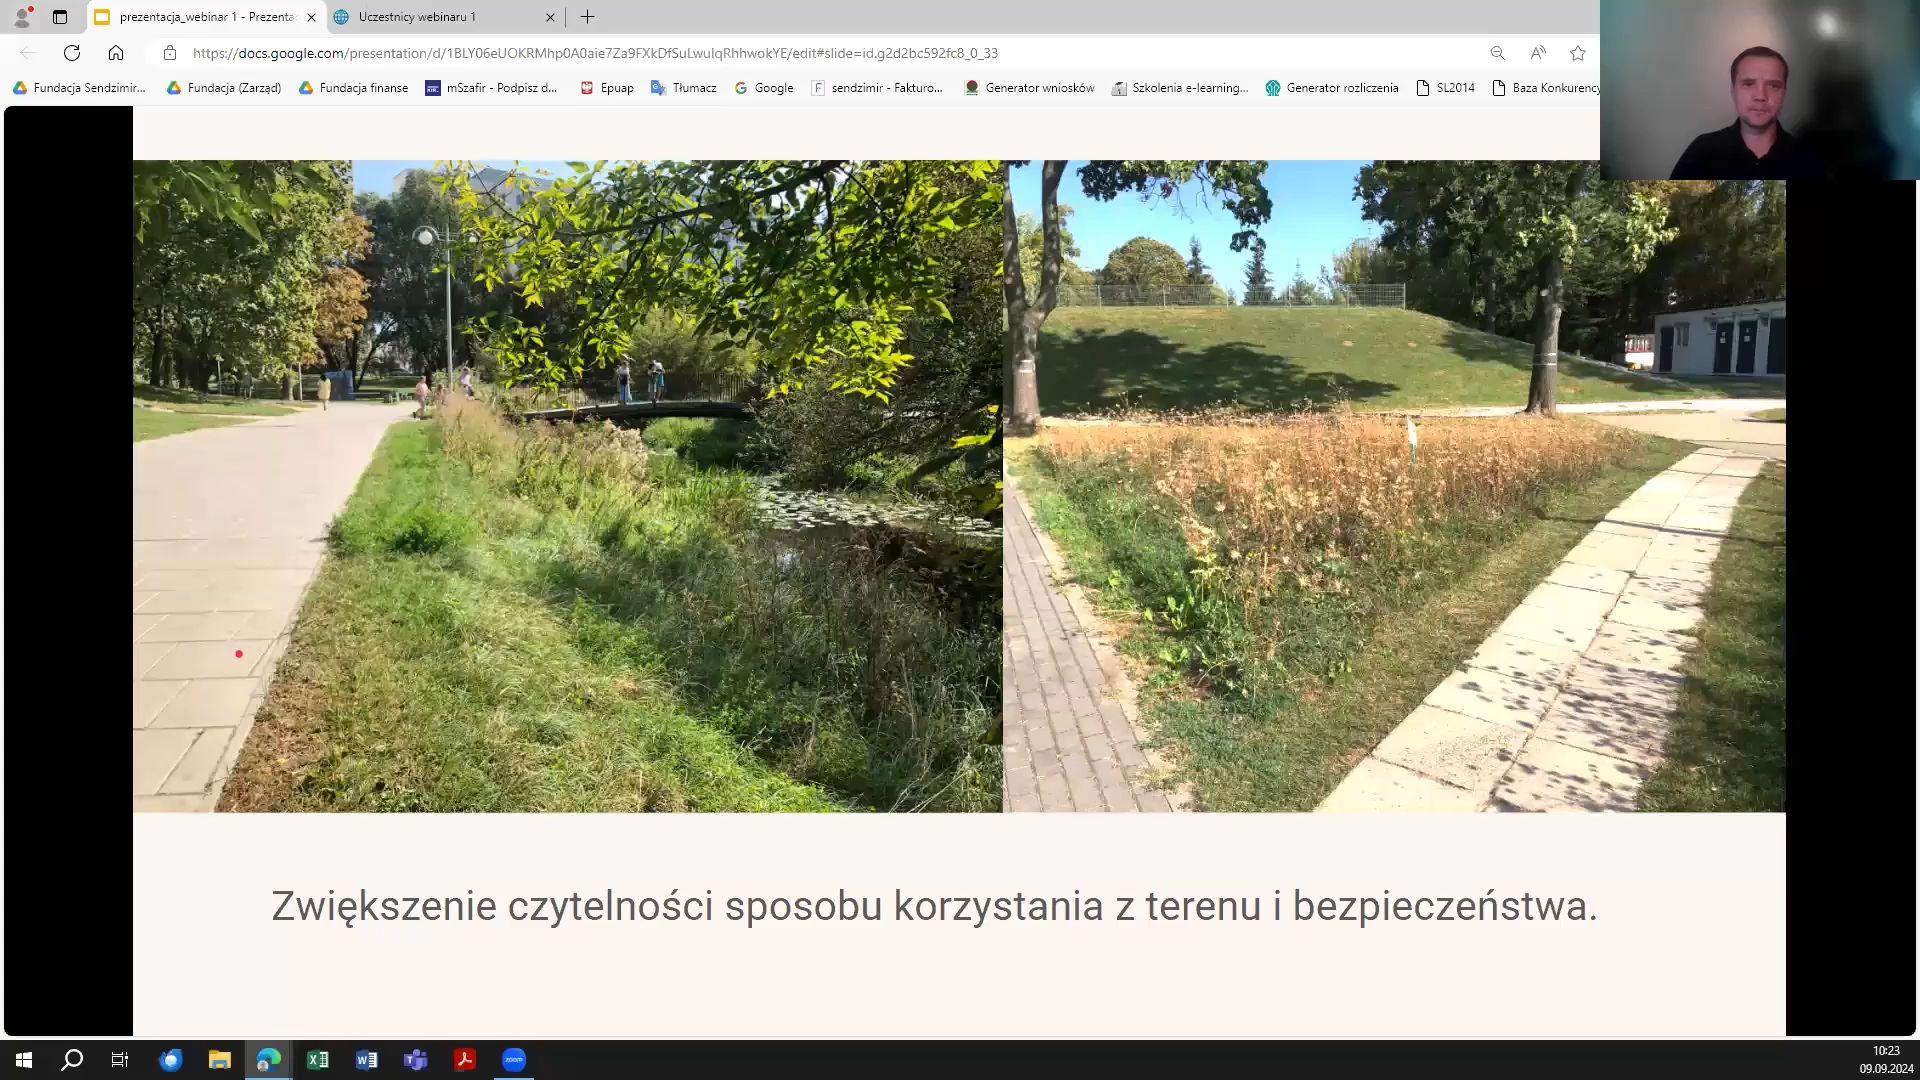 prezentacja_webinar 1 - Prezenta
Uczestnicy webinaru 1
https://docs.google.com/presentation/d/1BLY06eUOKRMhp0A0aie7Za9FXkDfSuLwulqRhhwokYE/edit#slide=id.g2d2bc592fc8_0_33
Fundacja Sendzimir...
Fundacja (Zarząd)
Fundacja finanse
mSzafir - Podpisz d...
Epuap
Tłumacz
Google
sendzimir - Fakturo...
Generator wniosków
Szkolenia e-learning...
Generator rozliczenia
SL2014
Baza Konkurency
Zwiększenie czytelności sposobu korzystania z terenu i bezpieczeństwa.
zoom
10:23
09.09.2024